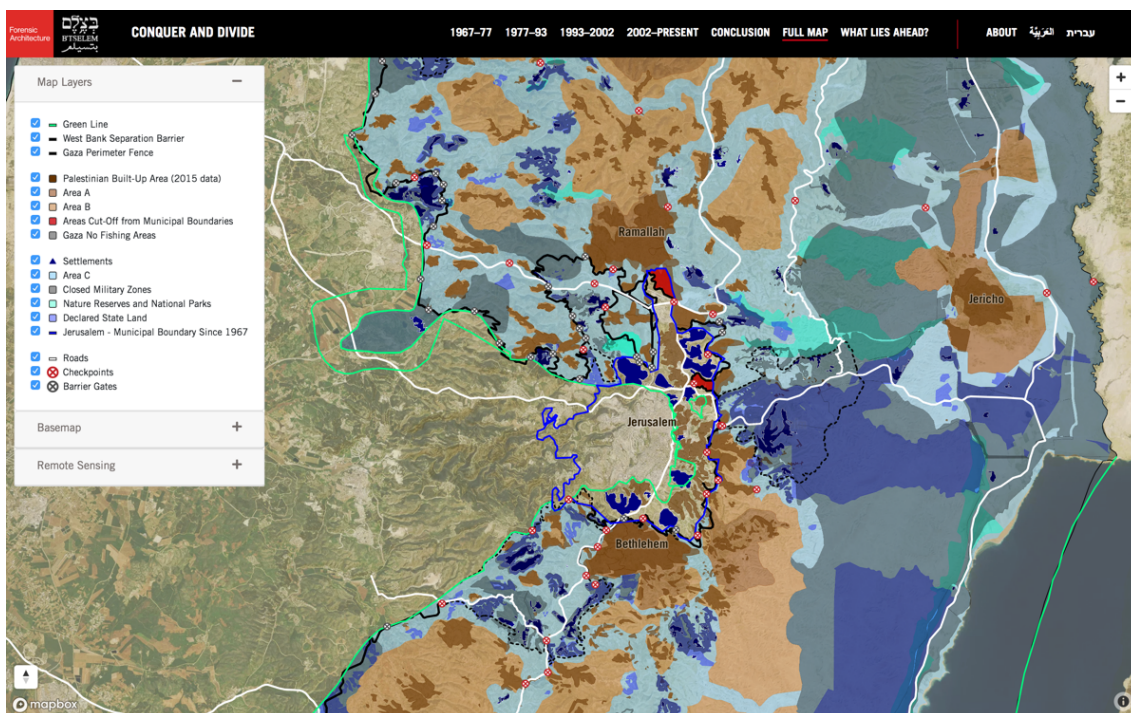 Forensic
Architecture
בצלם
B'TSELEM
بتسيلم
CONQUER AND DIVIDE
1967–77
1977–93
1993–2002
2002–PRESENT
CONCLUSION
FULL MAP
WHAT LIES AHEAD?
ABOUT
العَرَبِيَّة
עברית
Map Layers
Green Line
West Bank Separation Barrier
Gaza Perimeter Fence
Palestinian Built-Up Area (2015 data)
Area A
Area B
Areas Cut-Off from Municipal Boundaries
Gaza No Fishing Areas
Settlements
Area C
Closed Military Zones
Nature Reserves and National Parks
Declared State Land
Jerusalem - Municipal Boundary Since 1967
Roads
Checkpoints
Barrier Gates
Basemap
Remote Sensing
Ramallah
Jericho
Jerusalem
Bethlehem
mapbox